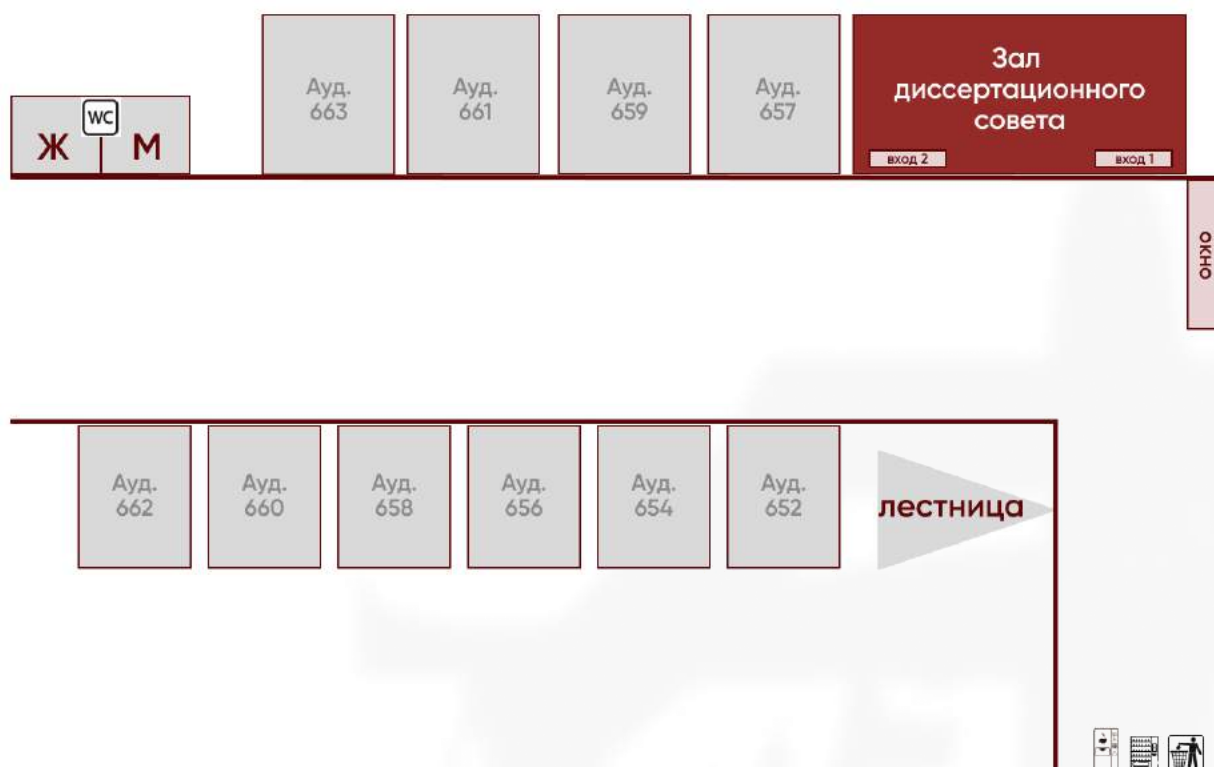 Ауд.
663
Ауд.
661
Ауд.
659
Ауд.
657
Зал
диссертационного
совета
вход 2
вход 1
WC
Ж М
окно
Ауд.
662
Ауд.
660
Ауд.
658
Ауд.
656
Ауд.
654
Ауд.
652
лестница